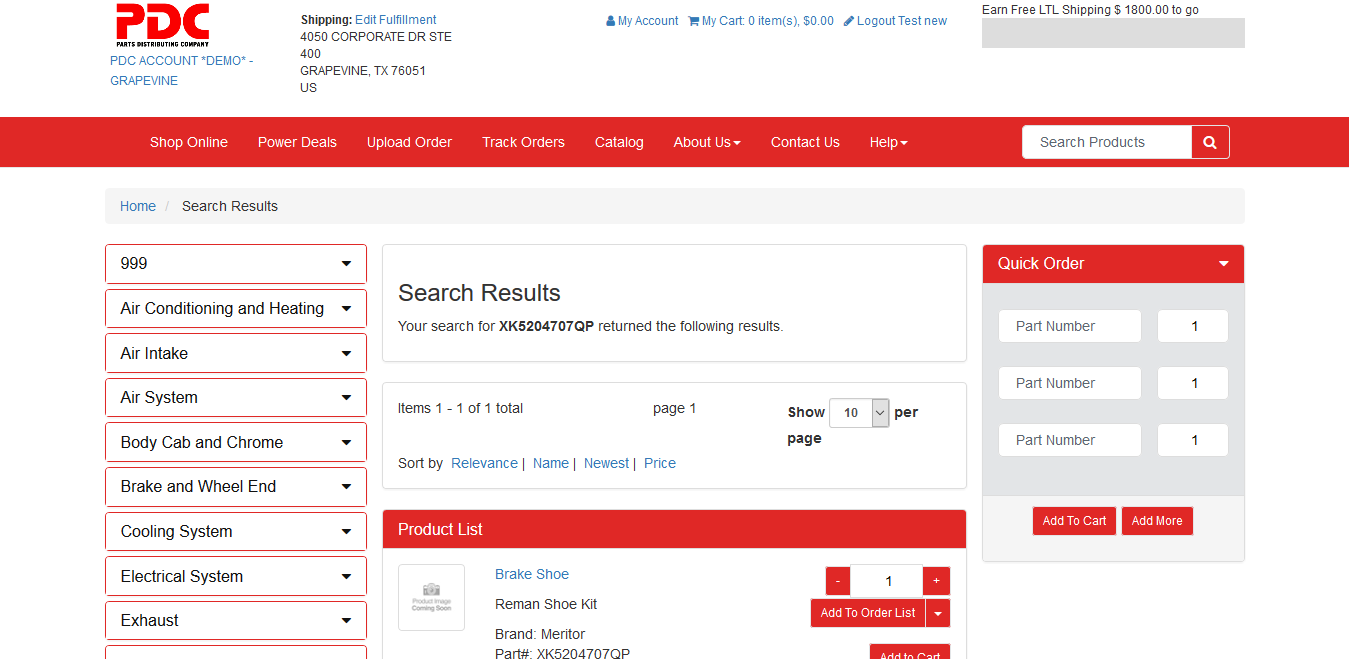 PDC
PARTS DISTRIBUTING COMPANY
PDC ACCOUNT *DEMO* -
GRAPEVINE
Shipping: Edit Fulfillment
4050 CORPORATE DR STE
400
GRAPEVINE, TX 76051
US
My Account My Cart: 0 item(s), $0.00 Logout Test new
Earn Free LTL Shipping $ 1800.00 to go
Shop Online Power Deals Upload Order Track Orders Catalog About Us Contact Us Help Search Products
Home / Search Results
999
Air Conditioning and Heating
Air Intake
Air System
Body Cab and Chrome
Brake and Wheel End
Cooling System
Electrical System
Exhaust
Search Results
Your search for XK5204707QP returned the following results.
Items 1 - 1 of 1 total page 1 Show 10 per
page
Sort by Relevance | Name | Newest | Price
Product List
Product Image
Coming Soon
Brake Shoe
Reman Shoe Kit
Brand: Meritor
Part#: XK5204707QP
- 1 +
Add To Order List
Add to Cart
Quick Order
Part Number 1
Part Number 1
Part Number 1
Add To Cart Add More